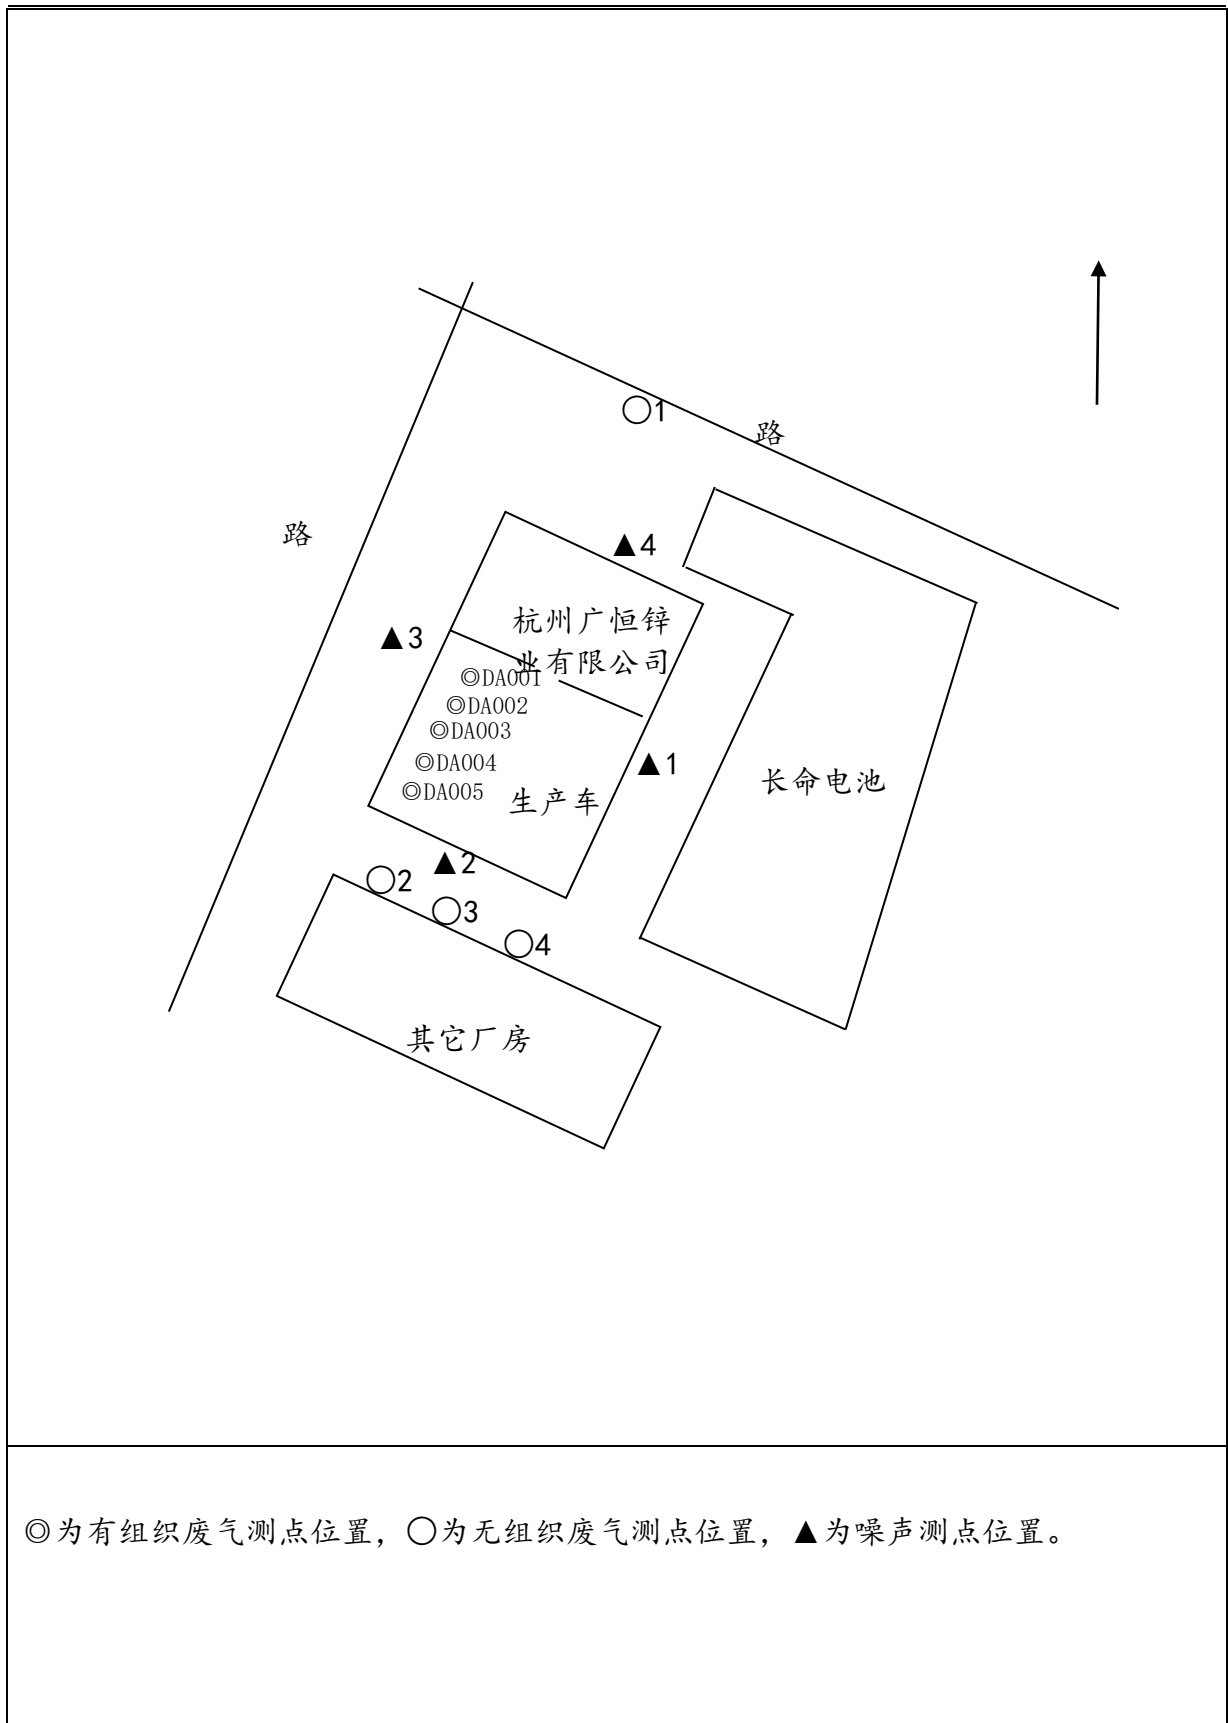 ○1
路
路
▲4
杭州广恒锌
业有限公司
▲3
◎DA001
◎DA002
◎DA003
◎DA004
◎DA005
▲1
长命电池
生产车
▲2
○2
○3
○4
其它厂房
◎为有组织废气测点位置，○为无组织废气测点位置，▲为噪声测点位置。